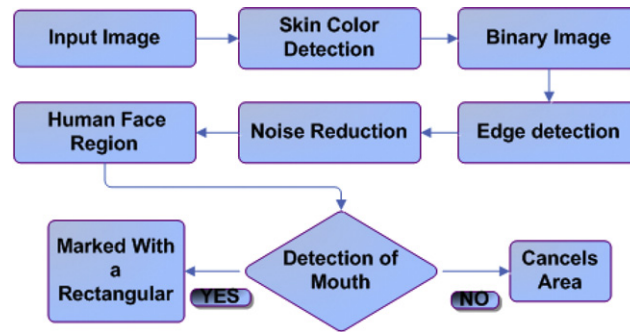 Input Image
Skin Color
Detection
Binary Image
Human Face
Region
Noise Reduction
Edge detection
Marked With
a
Rectangular
YES
Detection of
Mouth
NO
Cancels
Area